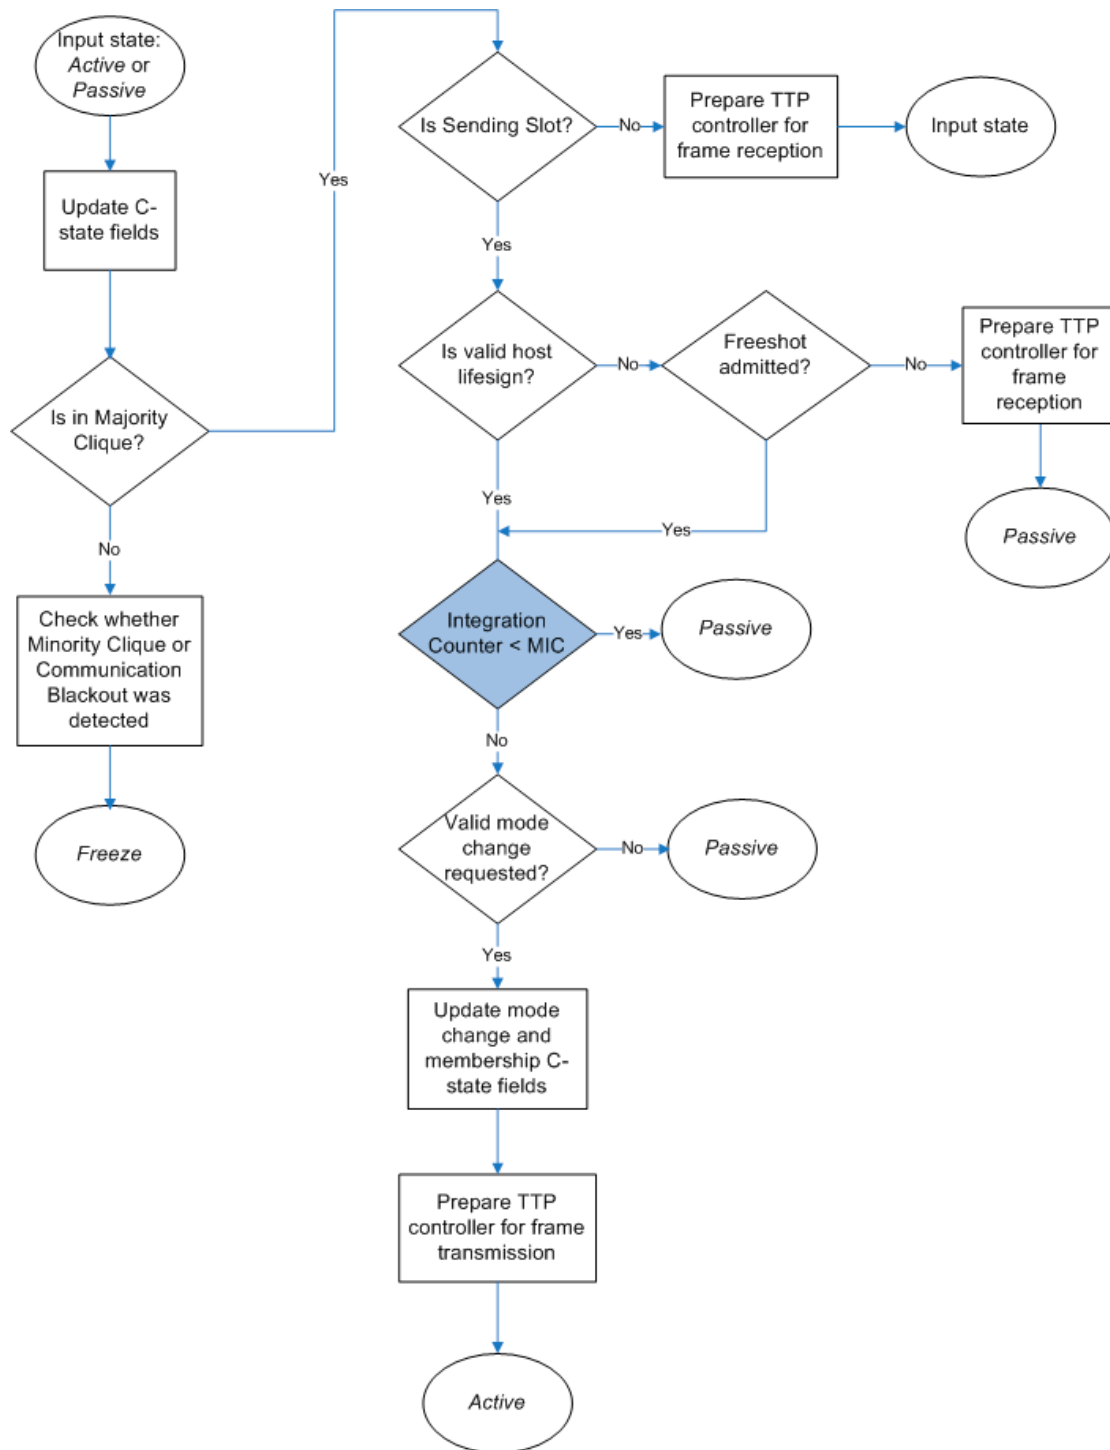 Input state:
Active or
Passive
Update C-
state fields
Is in Majority
Clique?
No
Check whether
Minority Clique or
Communication
Blackout was
detected
Freeze
Yes
Is Sending Slot?
No
Prepare TTP
controller for
frame reception
Input state
Yes
Is valid host
lifesign?
No
Freeshot
admitted?
No
Prepare TTP
controller for
frame
reception
Passive
Yes
Yes
Integration
Counter < MIC
Yes
Passive
No
Valid mode
change
requested?
No
Passive
Yes
Update mode
change and
membership C-
state fields
Prepare TTP
controller for frame
transmission
Active